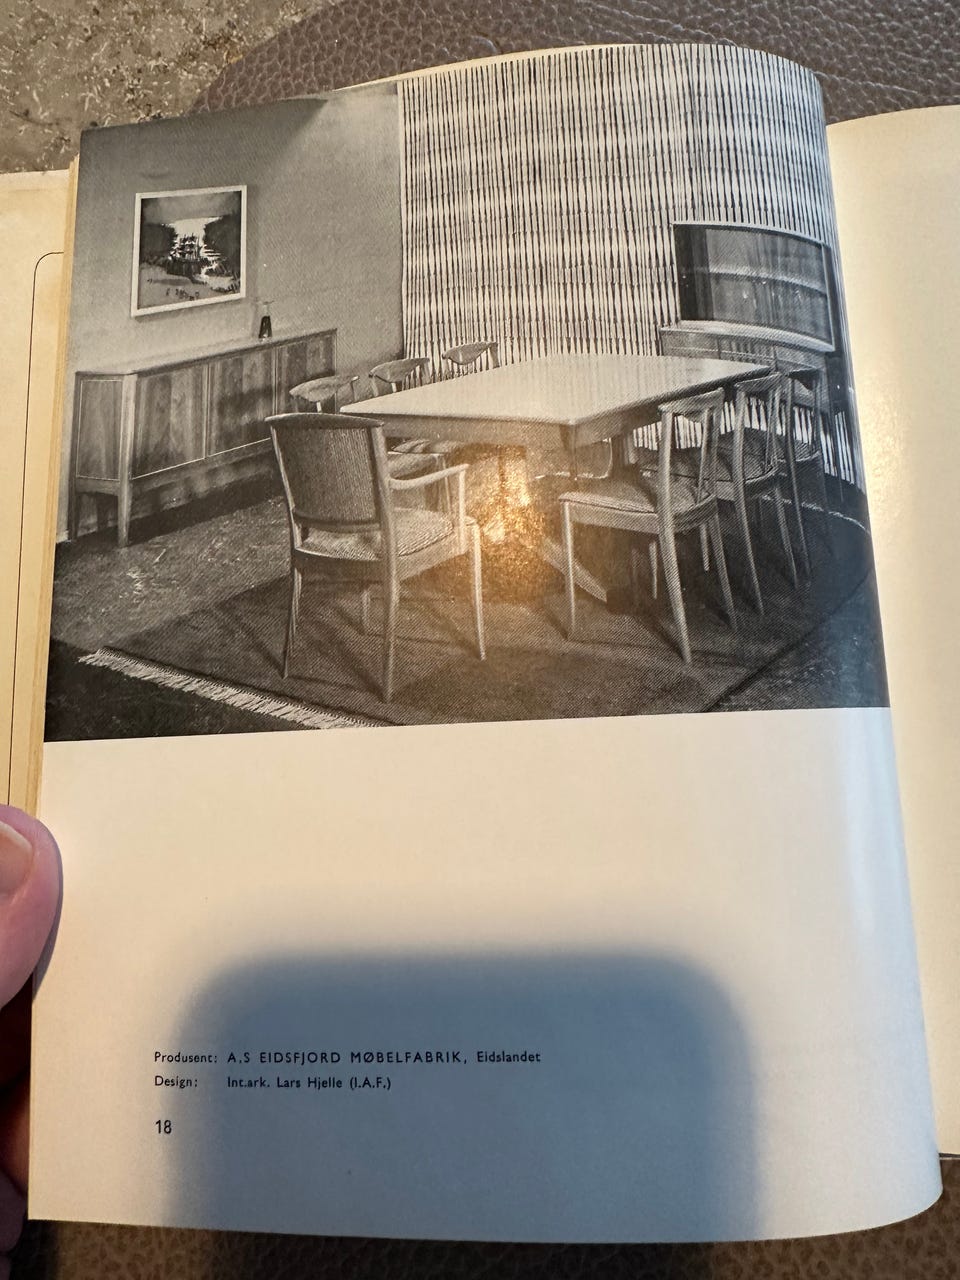 Produsent: A.S EIDSFJORD MØBELFABRIK, Eidslandet
Design: Int.ark. Lars Hjelle (I.A.F.)
18